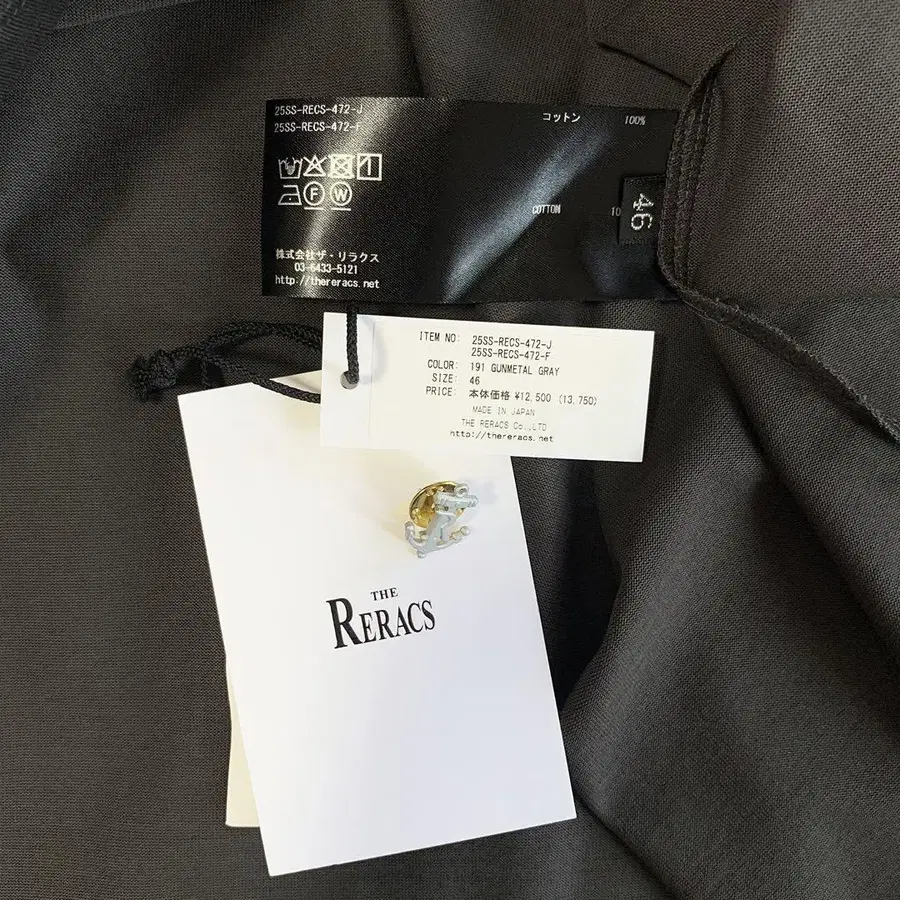 25SS-RECS-472-J
25SS-RECS-472-F
コットン 100%
COTTON
46
株式会社ザ・リラクス
03-6433-5121
http://thereracs.net
ITEM NO: 25SS-RECS-472-J
25SS-RECS-472-F
COLOR: 191 GUNMETAL GRAY
SIZE: 46
PRICE: 本体価格 ¥12,500 (13,750)
MADE IN JAPAN
THE RERACS Co.,LTD
http://thereracs.net
THE
RERACS